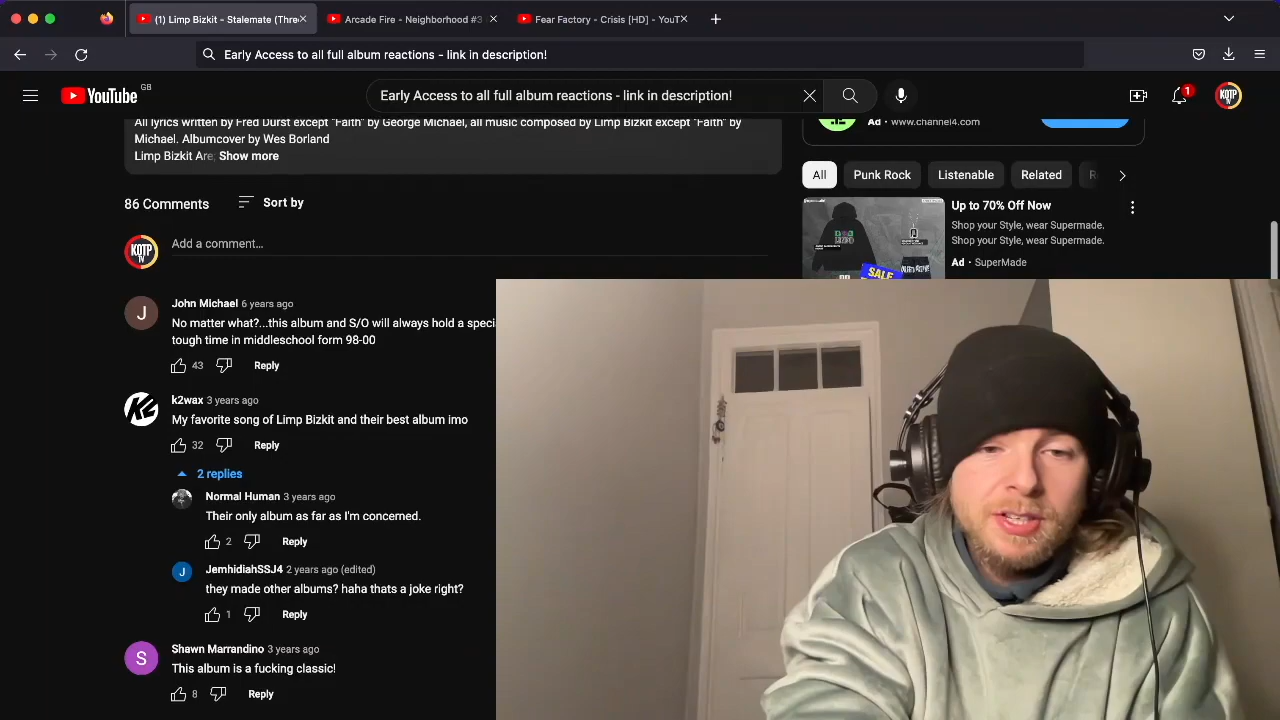 (1) Limp Bizkit - Stalemate (Thre
Arcade Fire - Neighborhood #3
Fear Factory - Crisis [HD] - YouT
Early Access to all full album reactions - link in description!
YouTube GB
Early Access to all full album reactions - link in description!
1
KOTP TV
All lyrics written by Fred Durst except "Faith" by George Michael, all music composed by Limp Bizkit except "Faith" by
Michael. Albumcover by Wes Borland
Limp Bizkit Are, Show more
Ad · www.channel4.com
All
Punk Rock
Listenable
Related
R
86 Comments
Sort by
Up to 70% Off Now
Shop your Style, wear Supermade.
Shop your Style, wear Supermade.
Ad · SuperMade
SALE
KOTP TV
Add a comment...
J
John Michael 6 years ago
No matter what?...this album and S/O will always hold a speci
tough time in middleschool form 98-00
43
Reply
k2wax 3 years ago
My favorite song of Limp Bizkit and their best album imo
32
Reply
2 replies
Normal Human 3 years ago
Their only album as far as I'm concerned.
2
Reply
J
JemhidiahSSJ4 2 years ago (edited)
they made other albums? haha thats a joke right?
1
Reply
S
Shawn Marrandino 3 years ago
This album is a fucking classic!
8
Reply